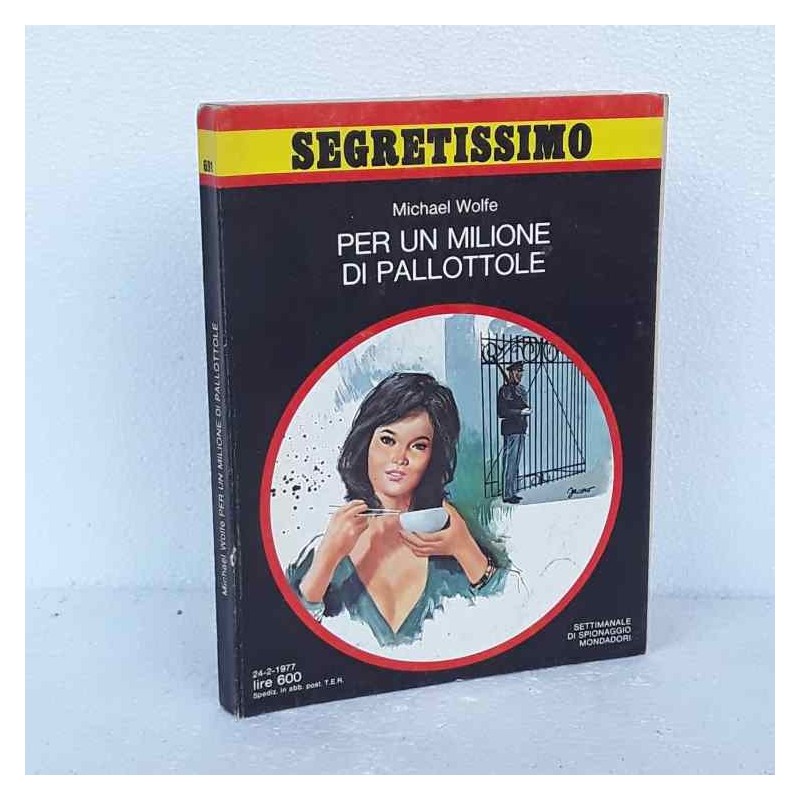 SEGRETISSIMO
Michael Wolfe
PER UN MILIONE
DI PALLOTTOLE
SETTIMANALE
DI SPIONAGGIO
MONDADORI
24-2-1977
lire 600
Spediz. in abb. post. T.E.R.
Michael Wolfe PER UN MILIONE DI PALLOTTOLE